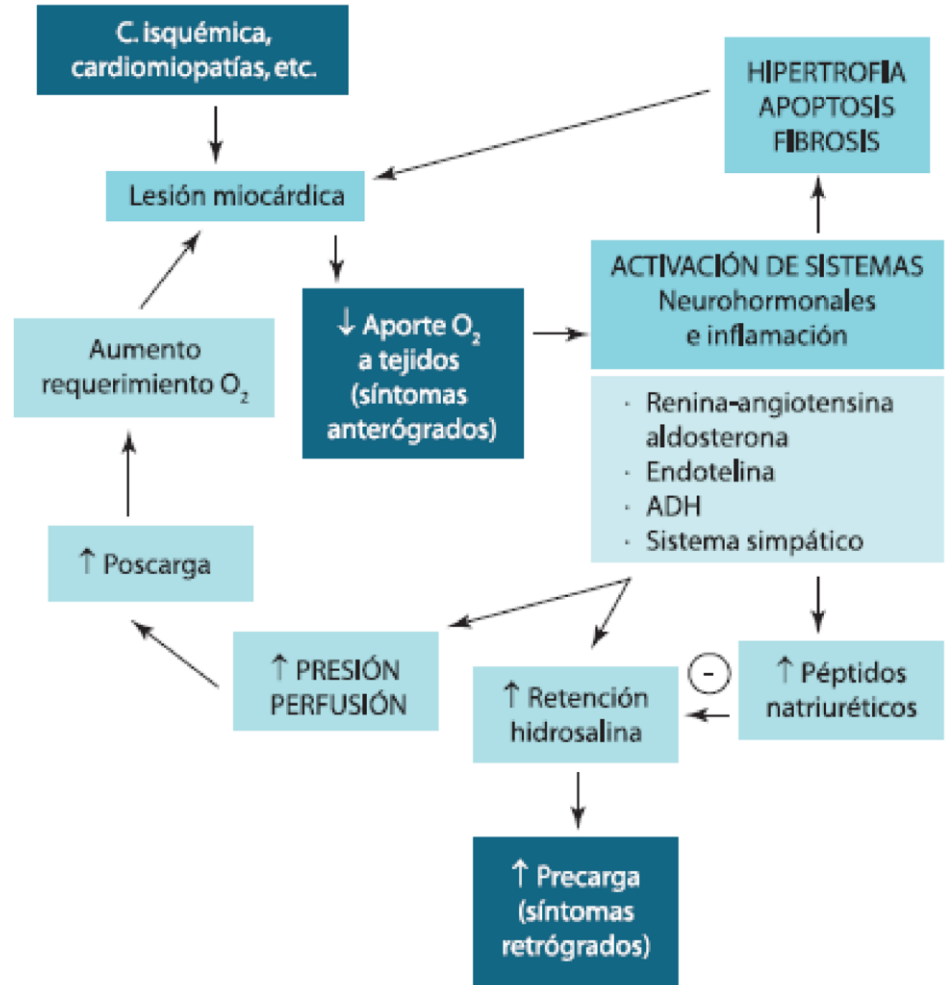 C. isquémica,
cardiomiopatías, etc.
HIPERTROFIA
APOPTOSIS
FIBROSIS
Lesión miocárdica
ACTIVACIÓN DE SISTEMAS
Neurohormonales
e inflamación
↓ Aporte O₂
a tejidos
(síntomas
anterógrados)
Aumento
requerimiento O₂
· Renina-angiotensina
aldosterona
· Endotelina
· ADH
· Sistema simpático
↑ Poscarga
↑ PRESIÓN
PERFUSIÓN
↑ Retención
hidrosalina
-
↑ Péptidos
natriuréticos
↑ Precarga
(síntomas
retrógrados)